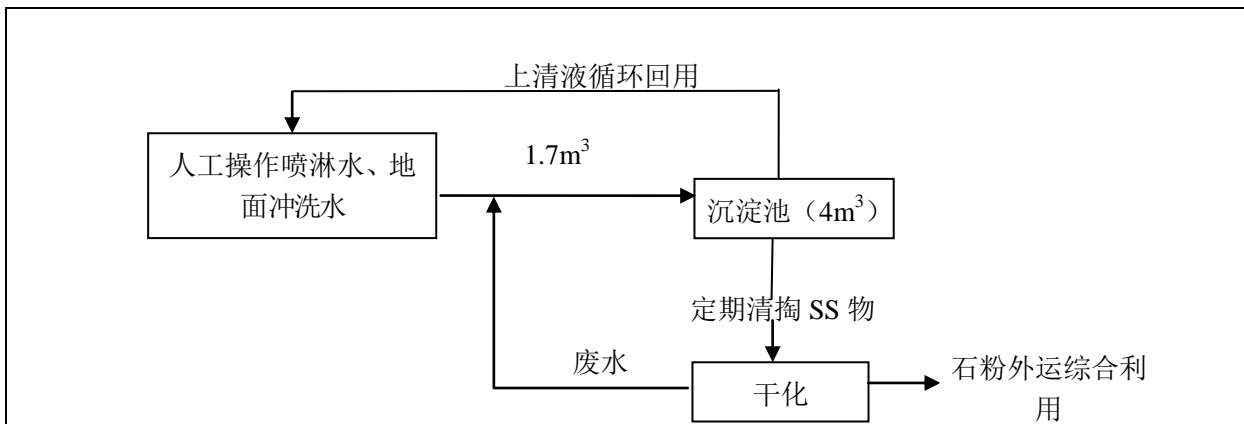 上清液循环回用
人工操作喷淋水、地
面冲洗水
1.7m³
沉淀池（4m³）
定期清掏 SS 物
废水
干化
石粉外运综合利
用